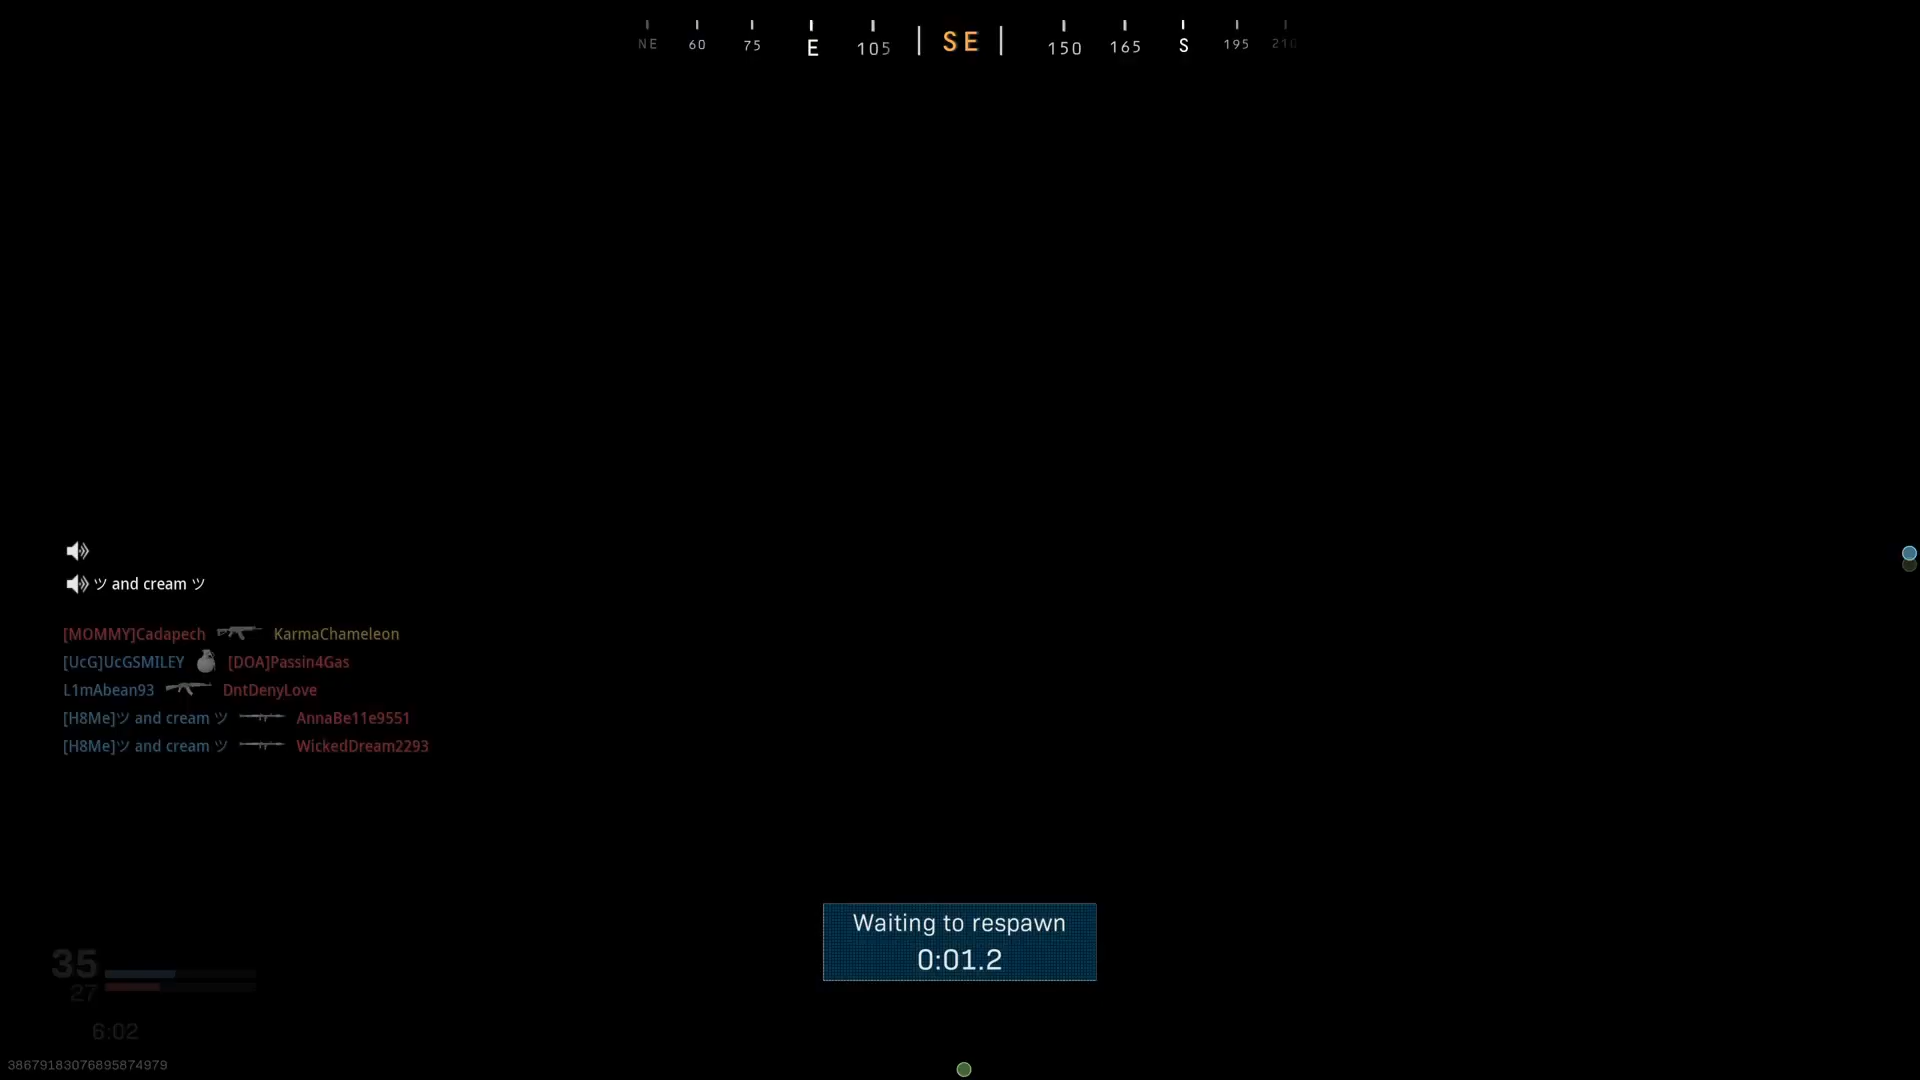 NE 60 75 E 105 SE 150 165 S 195 210
ツ and cream ツ
[MOMMY]Cadapech KarmaChameleon
[UcG]UcGSMILEY [DOA]Passin4Gas
L1mAbean93 DntDenyLove
[H8Me]ツ and cream ツ AnnaBe11e9551
[H8Me]ツ and cream ツ WickedDream2293
Waiting to respawn
0:01.2
35
27
6:02
38679183076895874979